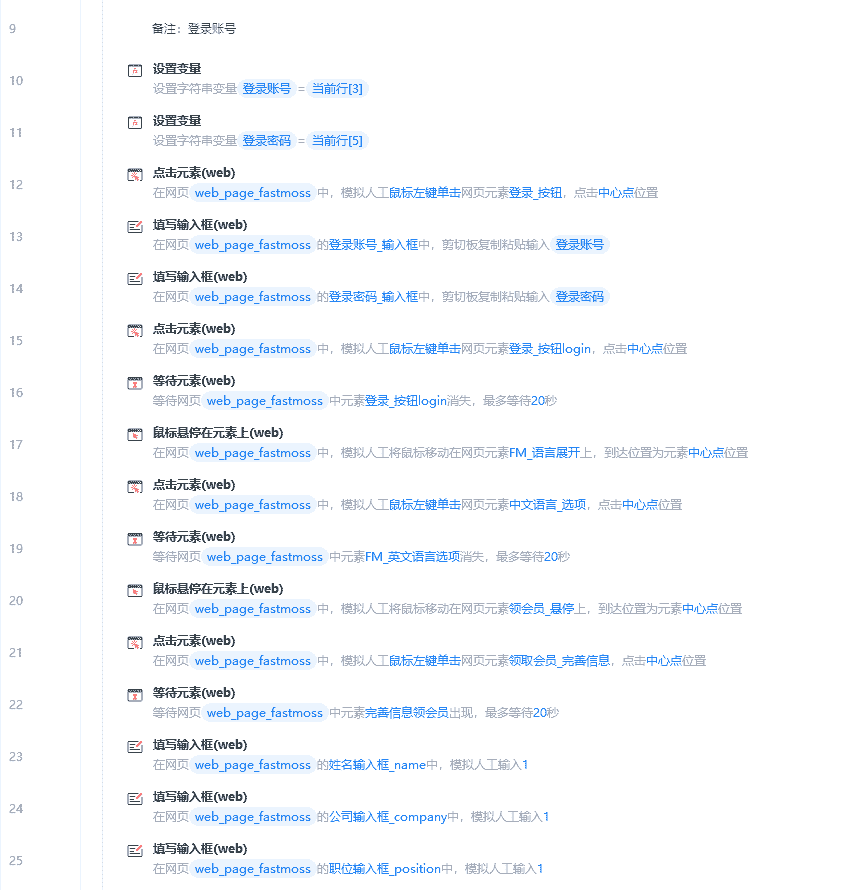 9
备注：登录账号
10
设置变量
设置字符串变量 登录账号 = 当前行[3]
11
设置变量
设置字符串变量 登录密码 = 当前行[5]
12
点击元素(web)
在网页 web_page_fastmoss 中，模拟人工鼠标左键单击网页元素登录_按钮，点击中心点位置
13
填写输入框(web)
在网页 web_page_fastmoss 的登录账号_输入框中，剪切板复制粘贴输入 登录账号
14
填写输入框(web)
在网页 web_page_fastmoss 的登录密码_输入框中，剪切板复制粘贴输入 登录密码
15
点击元素(web)
在网页 web_page_fastmoss 中，模拟人工鼠标左键单击网页元素登录_按钮login，点击中心点位置
16
等待元素(web)
等待网页 web_page_fastmoss 中元素登录_按钮login消失，最多等待20秒
17
鼠标悬停在元素上(web)
在网页 web_page_fastmoss 中，模拟人工将鼠标移动在网页元素FM_语言展开上，到达位置为元素中心点位置
18
点击元素(web)
在网页 web_page_fastmoss 中，模拟人工鼠标左键单击网页元素中文语言_选项，点击中心点位置
19
等待元素(web)
等待网页 web_page_fastmoss 中元素FM_英文语言选项消失，最多等待20秒
20
鼠标悬停在元素上(web)
在网页 web_page_fastmoss 中，模拟人工将鼠标移动在网页元素领会员_悬停上，到达位置为元素中心点位置
21
点击元素(web)
在网页 web_page_fastmoss 中，模拟人工鼠标左键单击网页元素领取会员_完善信息，点击中心点位置
22
等待元素(web)
等待网页 web_page_fastmoss 中元素完善信息领会员出现，最多等待20秒
23
填写输入框(web)
在网页 web_page_fastmoss 的姓名输入框_name中，模拟人工输入1
24
填写输入框(web)
在网页 web_page_fastmoss 的公司输入框_company中，模拟人工输入1
25
填写输入框(web)
在网页 web_page_fastmoss 的职位输入框_position中，模拟人工输入1